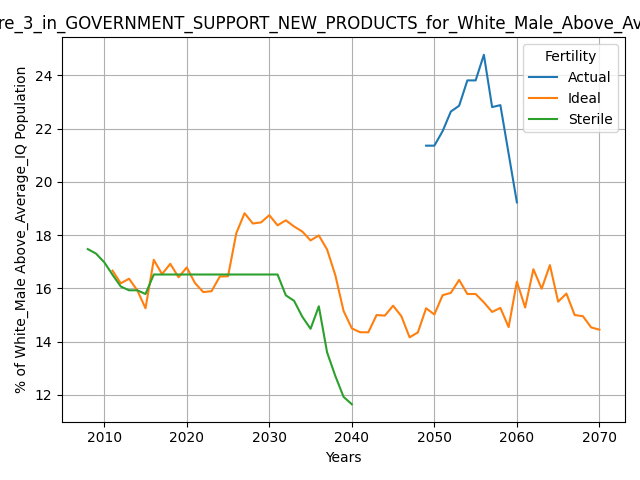 re_3_in_GOVERNMENT_SUPPORT_NEW_PRODUCTS_for_White_Male_Above_Av
% of White_Male Above_Average_IQ Population
24
22
20
18
16
14
12
2010 2020 2030 2040 2050 2060 2070
Years
Fertility
Actual
Ideal
Sterile